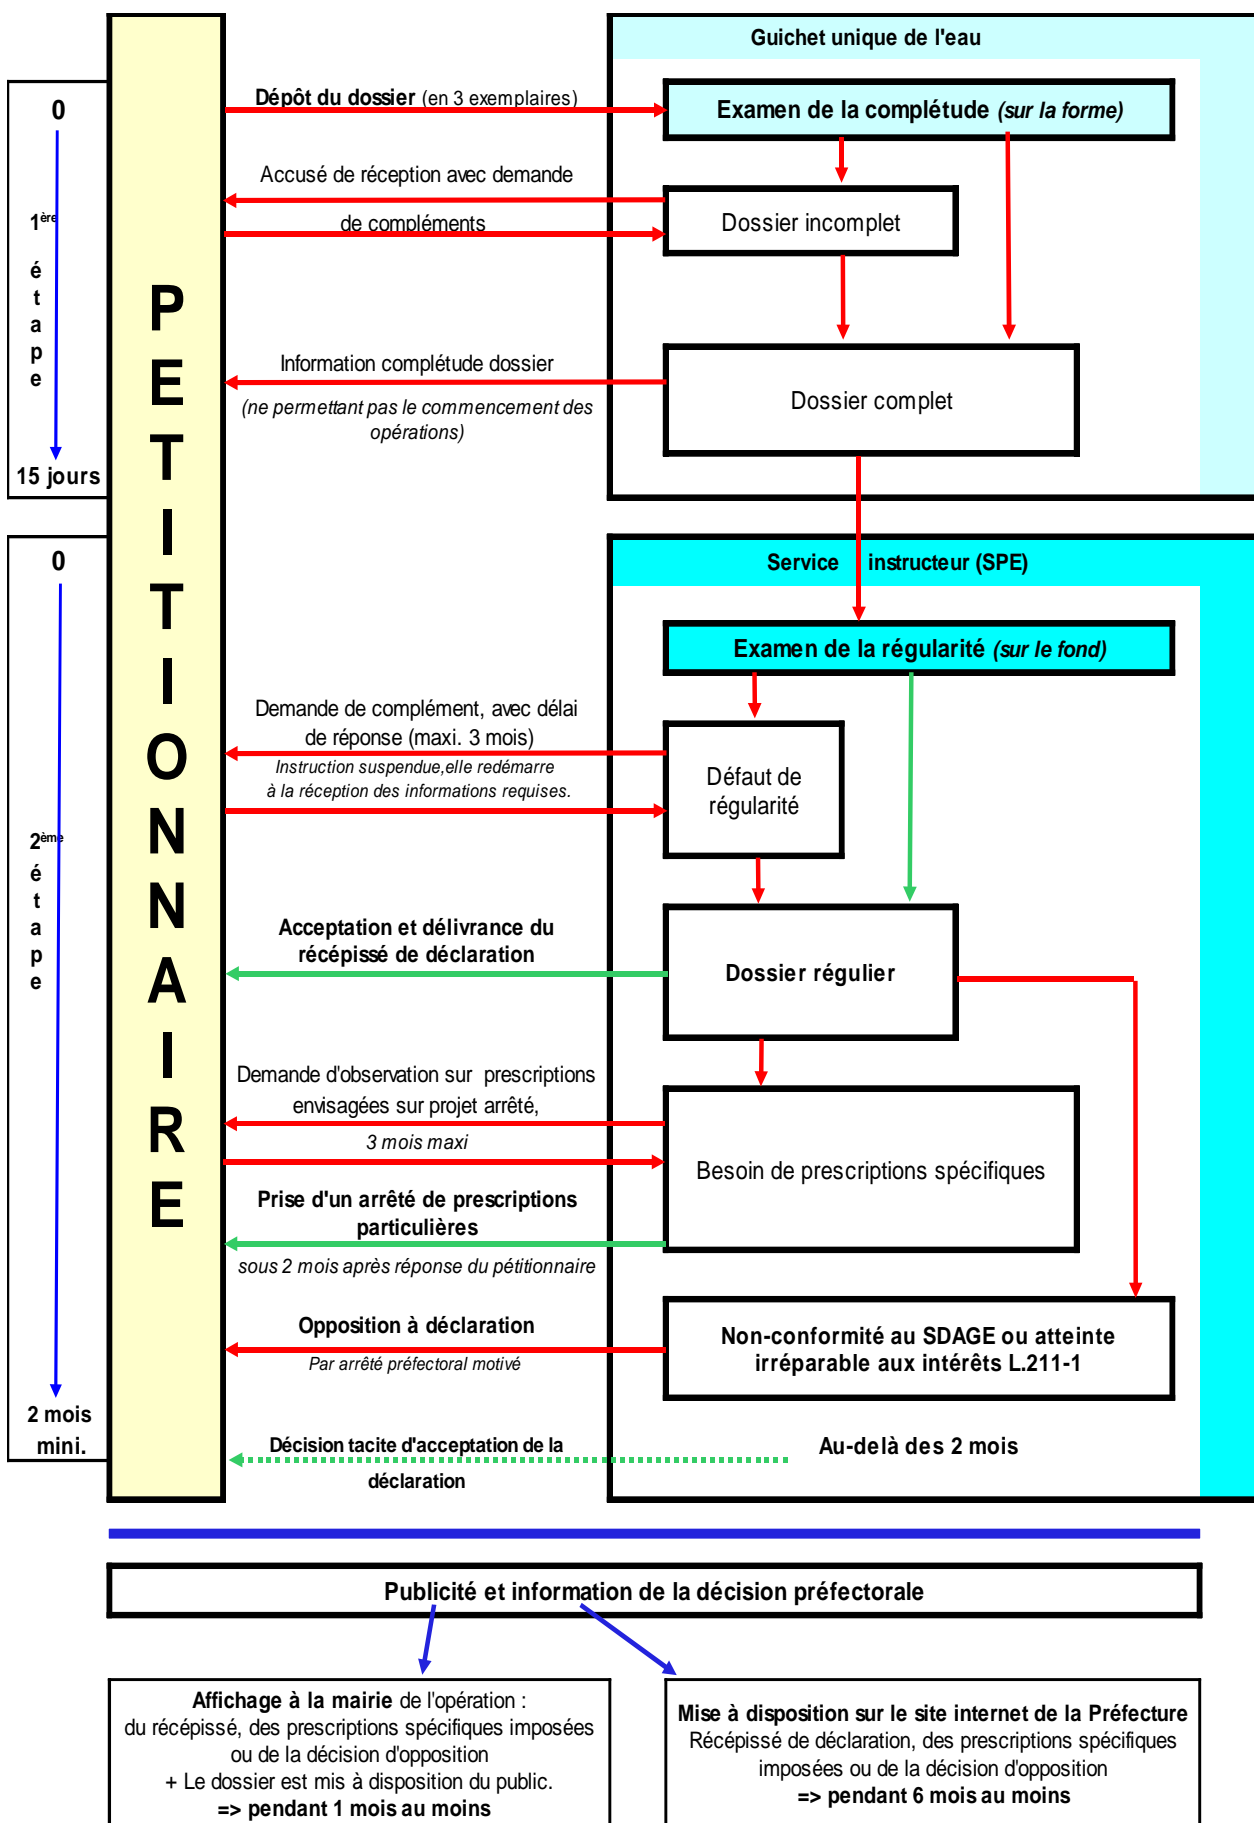 Guichet unique de l'eau
0
Dépôt du dossier (en 3 exemplaires)
Examen de la complétude (sur la forme)
Accusé de réception avec demande
de compléments
Dossier incomplet
1ère
é
t
a
p
e
15 jours
Information complétude dossier
(ne permettant pas le commencement des
opérations)
Dossier complet
P
E
T
I
T
I
O
N
N
A
I
R
E
0
Service instructeur (SPE)
Examen de la régularité (sur le fond)
Demande de complément, avec délai
de réponse (maxi. 3 mois)
Instruction suspendue,elle redémarre
à la réception des informations requises.
Défaut de
régularité
2ème
é
t
a
p
e
Acceptation et délivrance du
récépissé de déclaration
Dossier régulier
Demande d'observation sur prescriptions
envisagées sur projet arrêté,
3 mois maxi
Besoin de prescriptions spécifiques
Prise d'un arrêté de prescriptions
particulières
sous 2 mois après réponse du pétitionnaire
Opposition à déclaration
Par arrêté préfectoral motivé
Non-conformité au SDAGE ou atteinte
irréparable aux intérêts L.211-1
2 mois
mini.
Décision tacite d'acceptation de la
déclaration
Au-delà des 2 mois
Publicité et information de la décision préfectorale
Affichage à la mairie de l'opération :
du récépissé, des prescriptions spécifiques imposées
ou de la décision d'opposition
+ Le dossier est mis à disposition du public.
=> pendant 1 mois au moins
Mise à disposition sur le site internet de la Préfecture
Récépissé de déclaration, des prescriptions spécifiques
imposées ou de la décision d'opposition
=> pendant 6 mois au moins